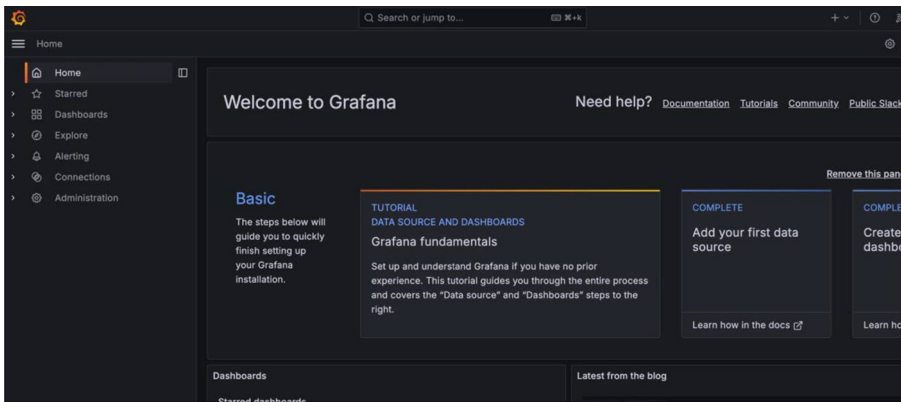 Search or jump to... ⌘+k
Home
Home
Starred
Dashboards
Explore
Alerting
Connections
Administration
Welcome to Grafana
Need help? Documentation Tutorials Community Public Slack
Remove this
Basic
The steps below will
guide you to quickly
finish setting up
your Grafana
installation.
TUTORIAL
DATA SOURCE AND DASHBOARDS
Grafana fundamentals
Set up and understand Grafana if you have no prior
experience. This tutorial guides you through the entire process
and covers the “Data source” and “Dashboards” steps to the
right.
COMPLETE
Add your first data
source
Learn how in the docs
Create
Learn
Dashboards
Starred dashboards
Latest from the blog